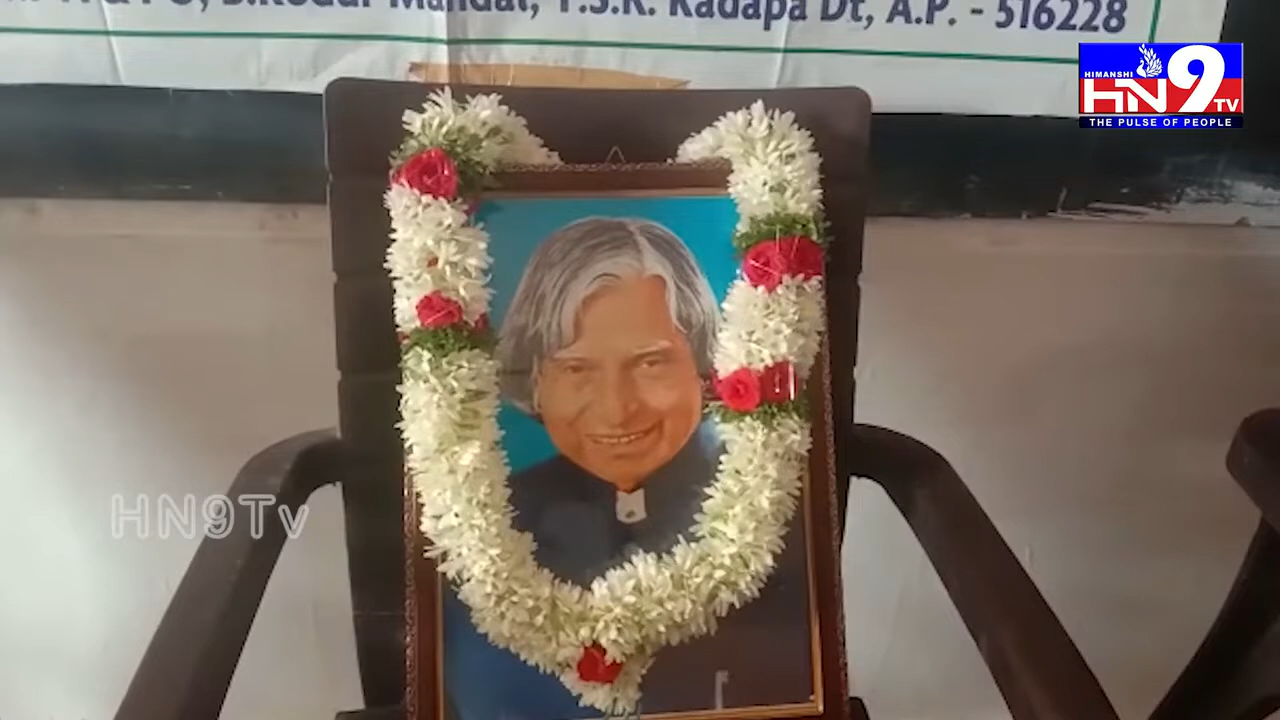 Mandal, Y.S.R. Kadapa Dt, A.P. - 516228
HIMANSHI
HN9 TV
THE PULSE OF PEOPLE
HN9Tv